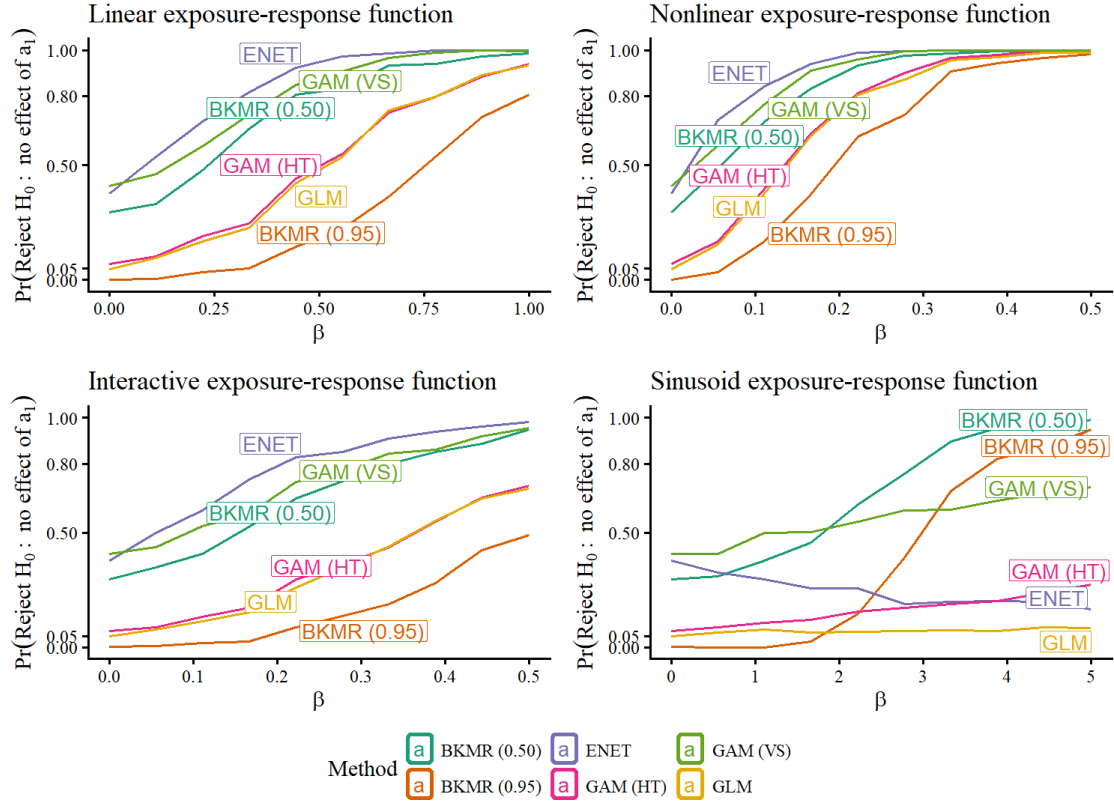 Linear exposure-response function
Pr(Reject H0 : no effect of a1)
1.00
0.80
0.50
0.05
0.00
ENET
GAM (VS)
BKMR (0.50)
GAM (HT)
GLM
BKMR (0.95)
0.00 0.25 0.50 0.75 1.00
β
Nonlinear exposure-response function
Pr(Reject H0 : no effect of a1)
1.00
0.80
0.50
0.05
0.00
ENET
GAM (VS)
BKMR (0.50)
GAM (HT)
GLM
BKMR (0.95)
0.0 0.1 0.2 0.3 0.4 0.5
β
Interactive exposure-response function
Pr(Reject H0 : no effect of a1)
1.00
0.80
0.50
0.05
0.00
ENET
GAM (VS)
BKMR (0.50)
GAM (HT)
GLM
BKMR (0.95)
0.0 0.1 0.2 0.3 0.4 0.5
β
Sinusoid exposure-response function
Pr(Reject H0 : no effect of a1)
1.00
0.80
0.50
0.05
0.00
BKMR (0.50)
BKMR (0.95)
GAM (VS)
GAM (HT)
ENET
GLM
0 1 2 3 4 5
β
Method
a BKMR (0.50) a ENET a GAM (VS)
a BKMR (0.95) a GAM (HT) a GLM